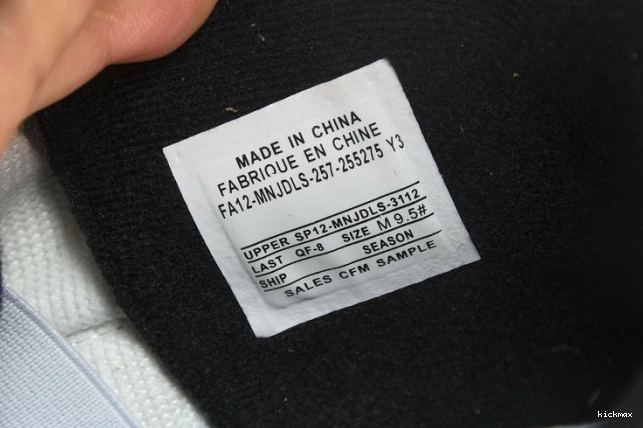 MADE IN CHINA
FABRIQUE EN CHINE
FA12-MNJDLS-257-255275 Y3
UPPER SP12-MNJDLS-3112
LAST QF-8 SIZE M 9.5#
SHIP SEASON
SALES CFM SAMPLE
kickmax